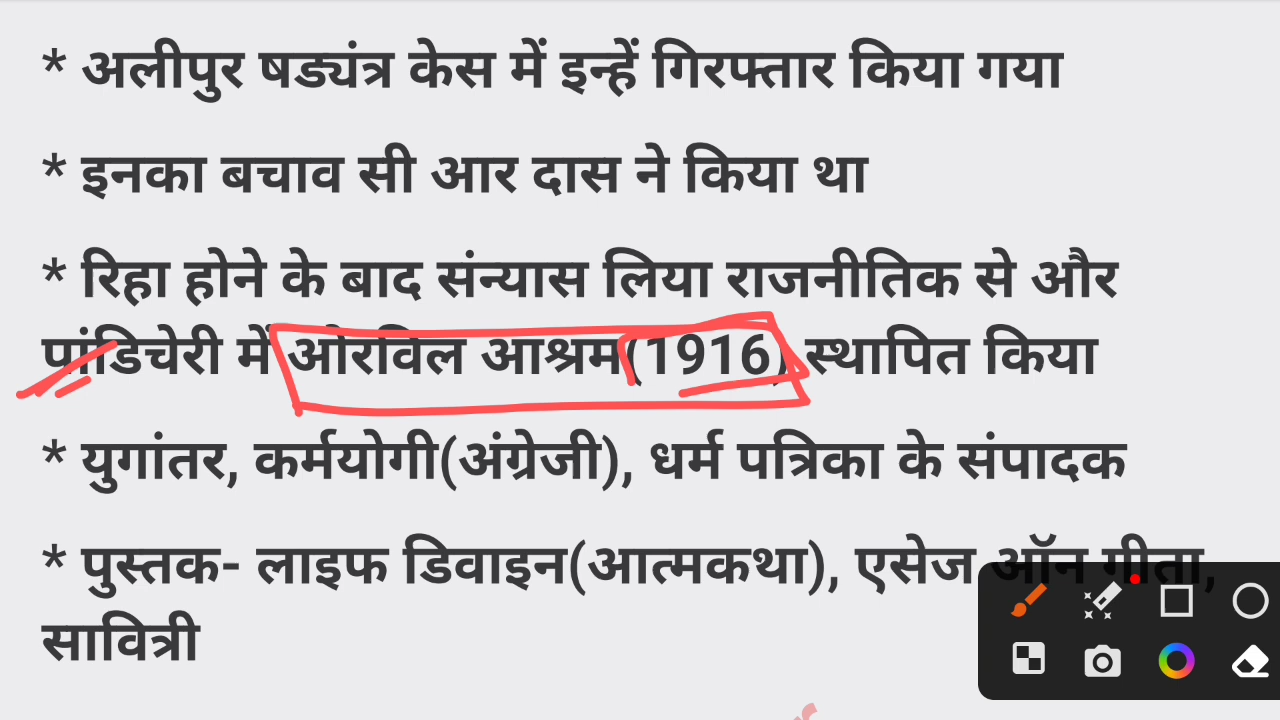 * अलीपुर षड्यंत्र केस में इन्हें गिरफ्तार किया गया
* इनका बचाव सी आर दास ने किया था
* रिहा होने के बाद संन्यास लिया राजनीतिक से और
पांडिचेरी में ओरविल आश्रम(1916) स्थापित किया
* युगांतर, कर्मयोगी(अंग्रेजी), धर्म पत्रिका के संपादक
* पुस्तक- लाइफ डिवाइन(आत्मकथा), एसेज ऑन गीता,
सावित्री